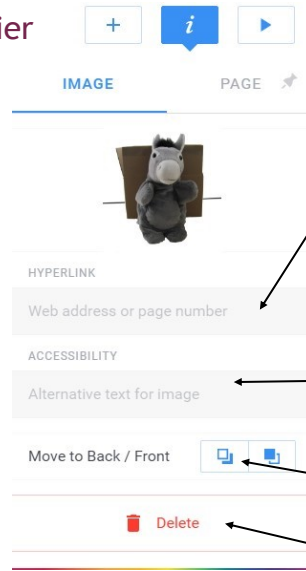 ier
+ i
IMAGE PAGE
HYPERLINK
Web address or page number
ACCESSIBILITY
Alternative text for image
Move to Back / Front
Delete